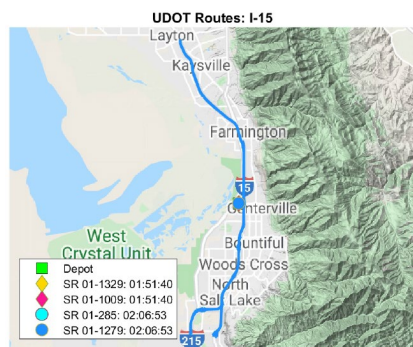 UDOT Routes: I-15
Layton
Kaysville
Farmington
15
Centerville
West
Crystal Unit
Bountiful
Woods Cross
North
Salt Lake
215
Depot
SR 01-1329: 01:51:40
SR 01-1009: 01:51:40
SR 01-285: 02:06:53
SR 01-1279: 02:06:53